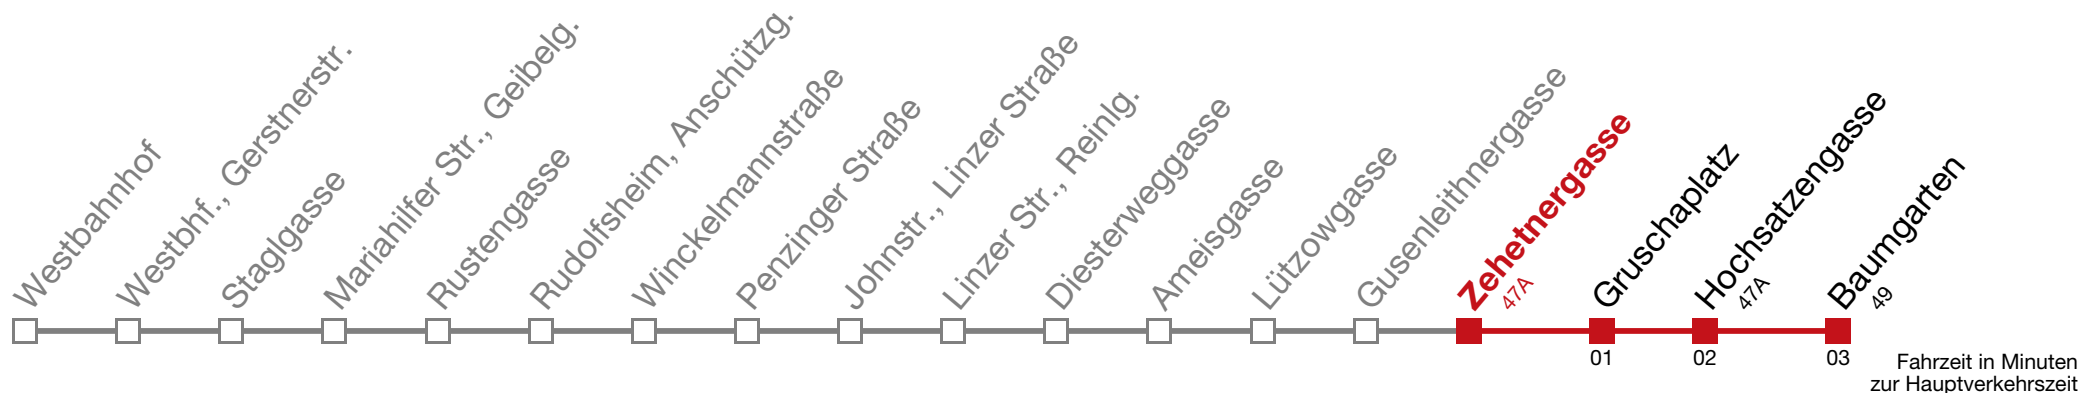 Westbahnhof
Westbhf., Gerstnerstr.
Staglgasse
Mariahilfer Str., Geibelg.
Rustengasse
Rudolfsheim, Anschützg.
Winckelmannstraße
Penzinger Straße
Johnstr., Linzer Straße
Linzer Str., Reinlg.
Diesterweggasse
Ameisgasse
Lützowgasse
Gusenleithnergasse
Zehetnergasse
47A
Gruschaplatz
Hochsatzengasse
47A
Baumgarten
49
01
02
03
Fahrzeit in Minuten
zur Hauptverkehrszeit